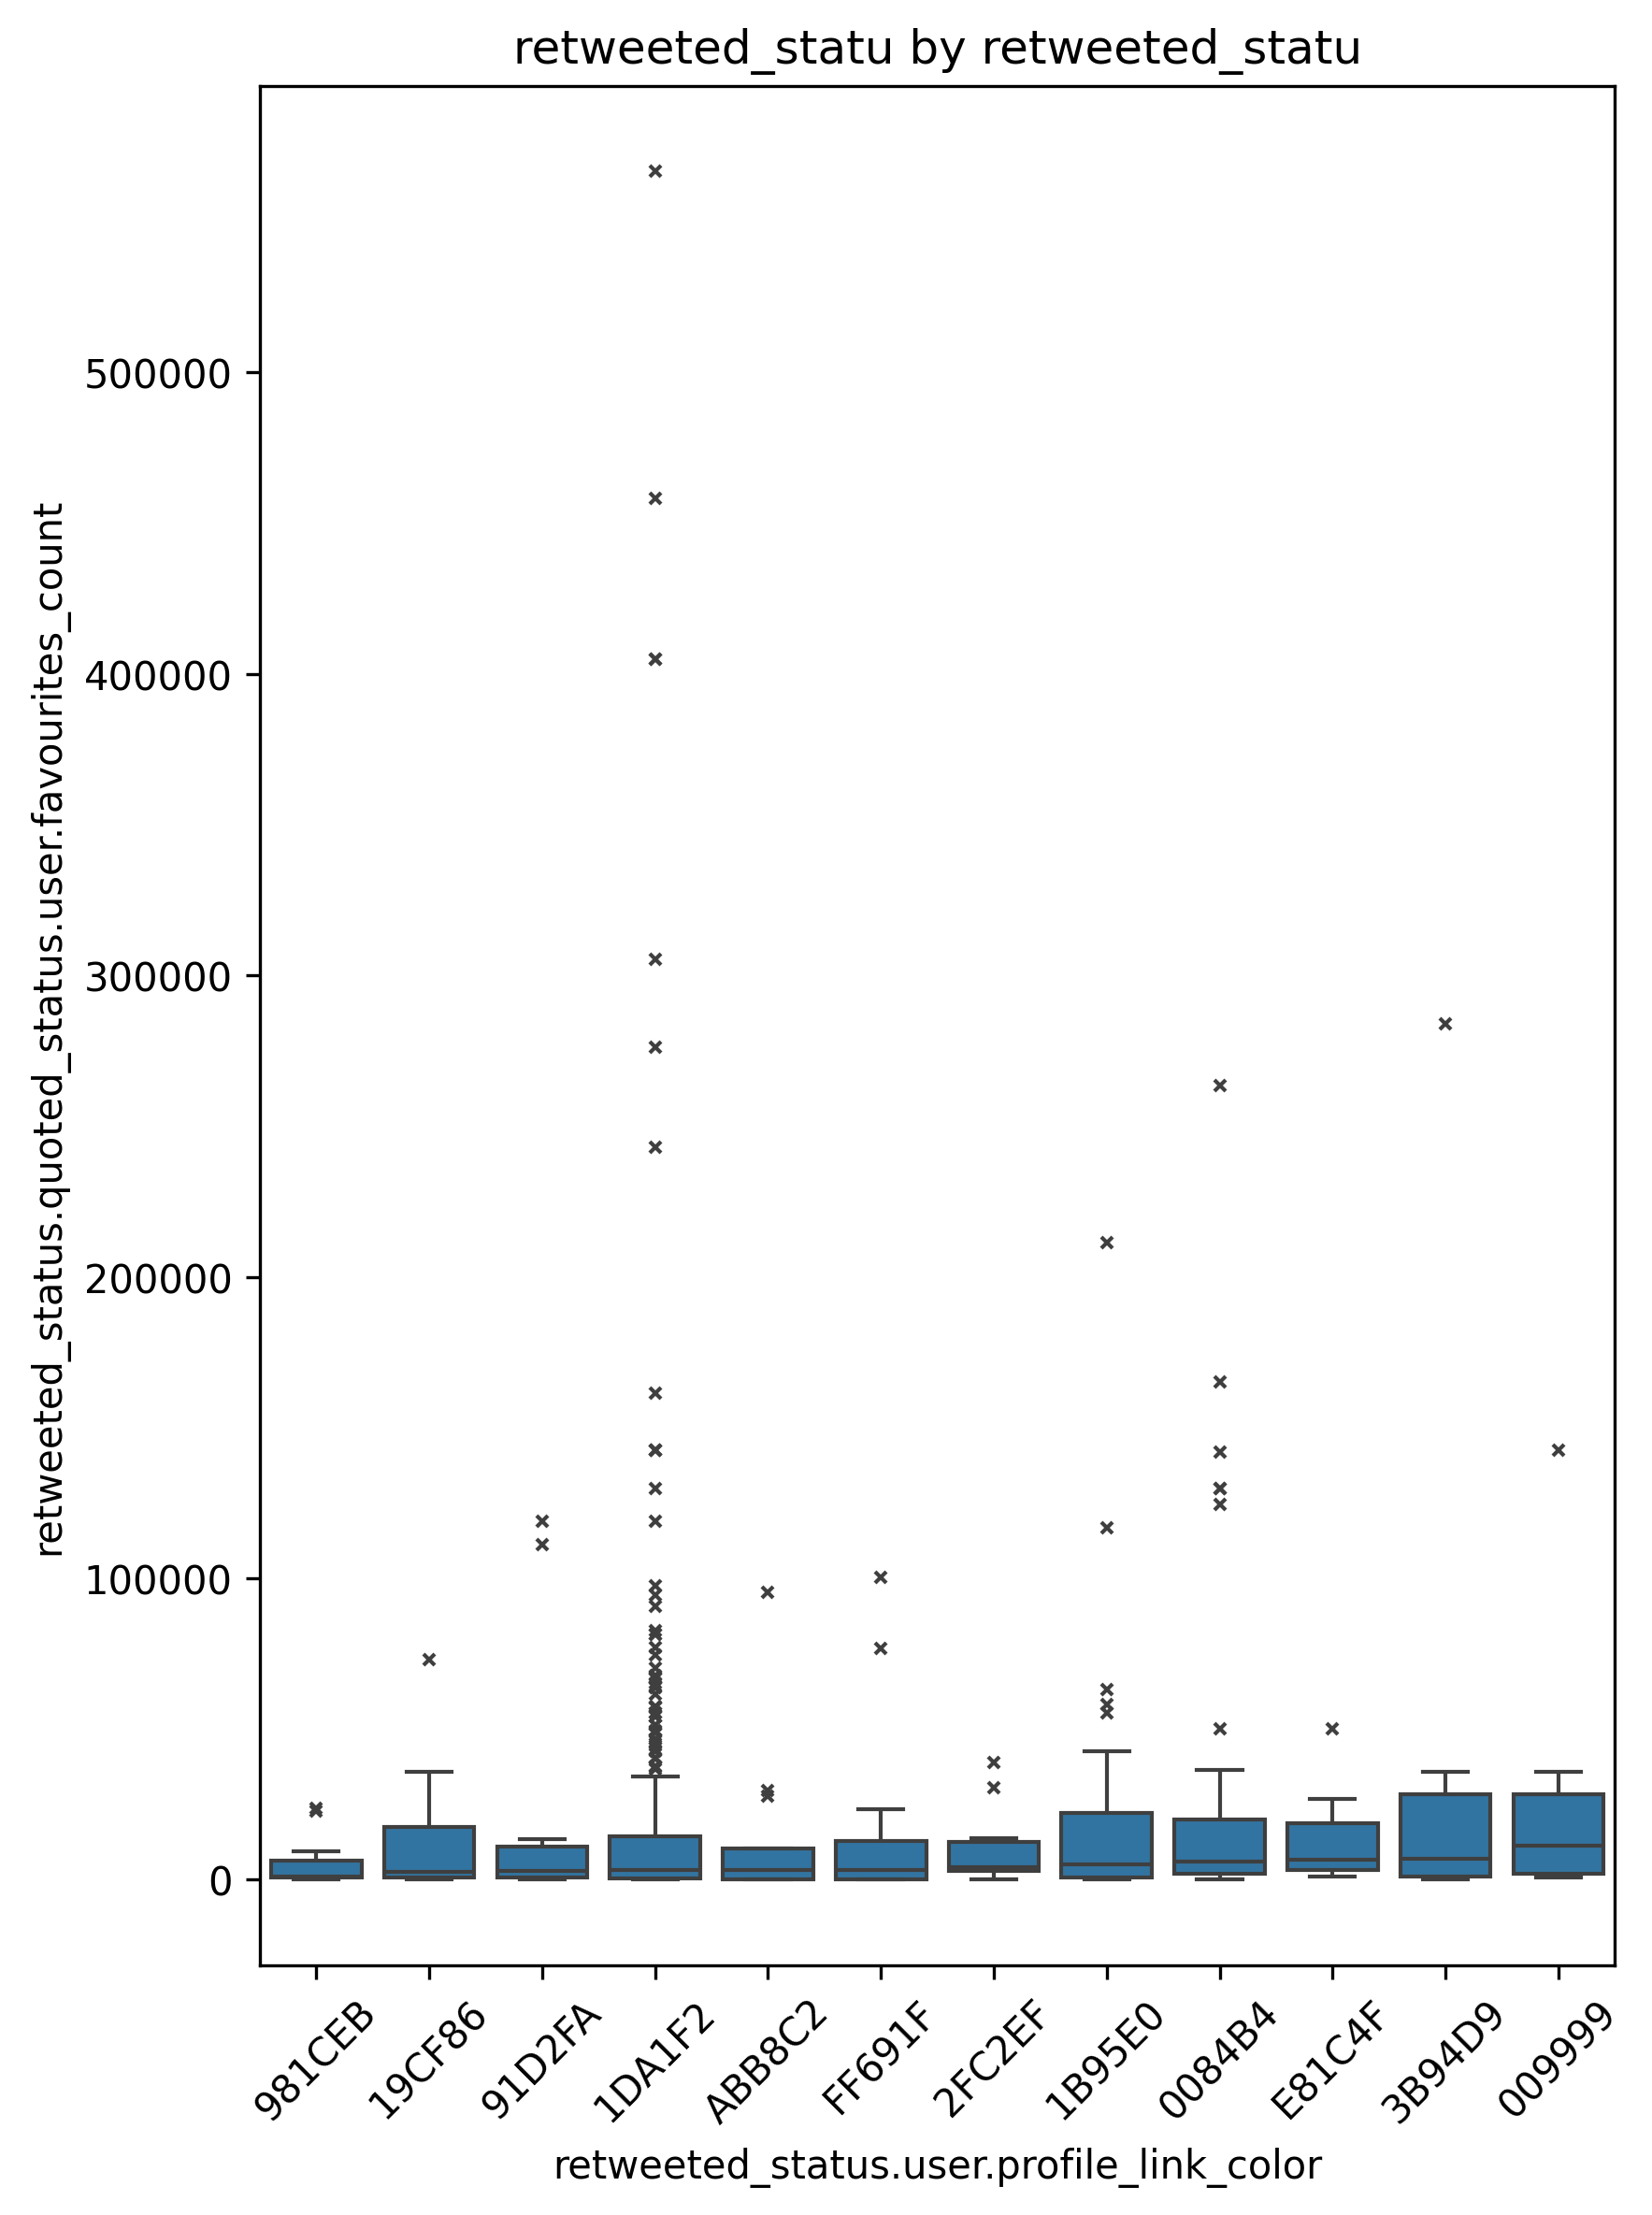 retweeted_statu by retweeted_statu
retweeted_status.quoted_status.user.favourites_count
500000
400000
300000
200000
100000
0
981CEB
19CF86
91D2FA
1DA1F2
ABB8C2
FF691F
2FC2EF
1B95E0
0084B4
E81C4F
3B94D9
009999
retweeted_status.user.profile_link_color